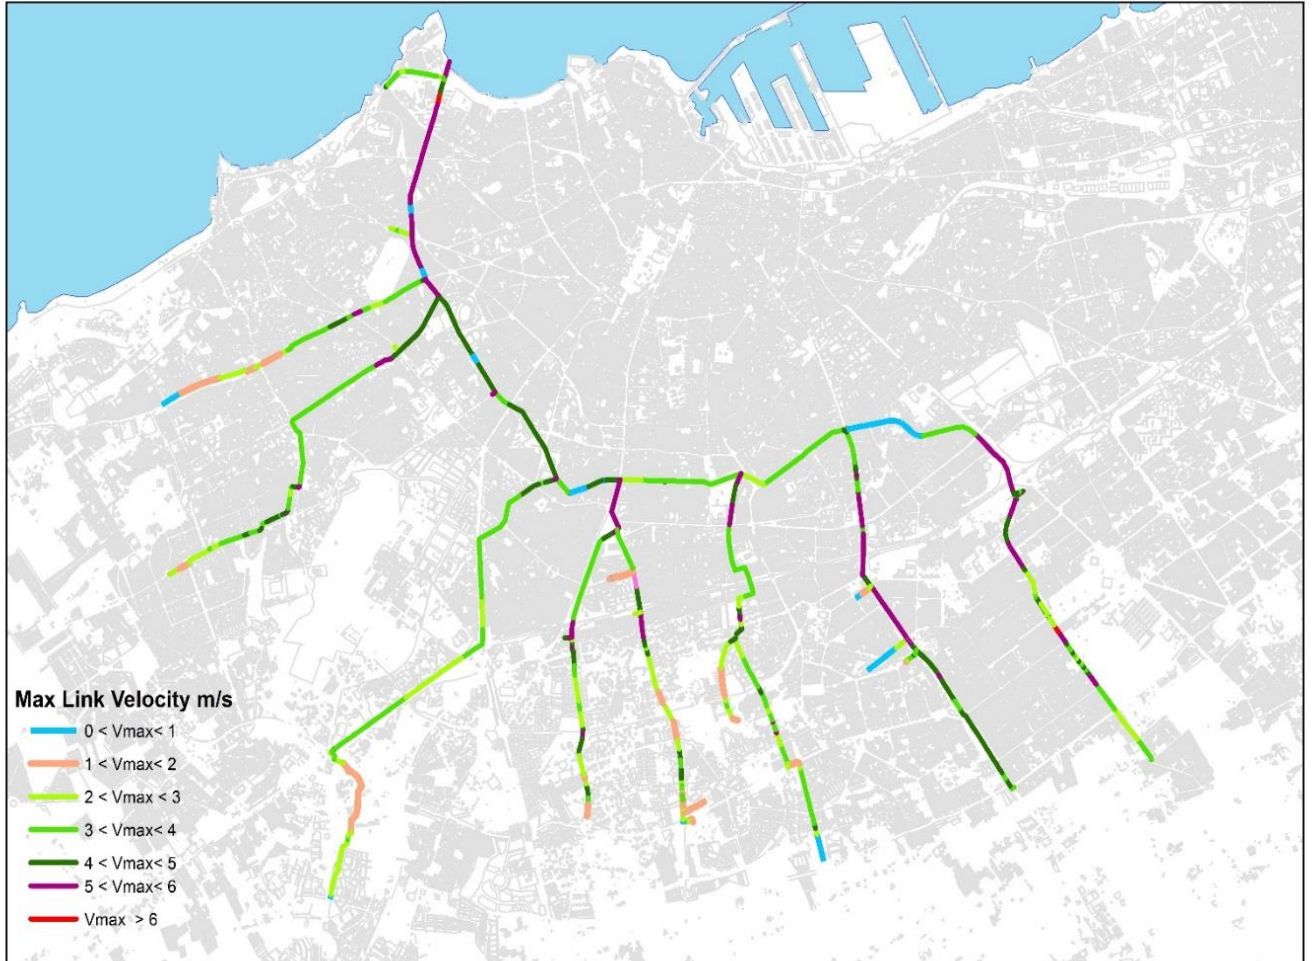 Max Link Velocity m/s
0 < Vmax< 1
1 < Vmax< 2
2 < Vmax < 3
3 < Vmax< 4
4 < Vmax< 5
5 < Vmax< 6
Vmax > 6